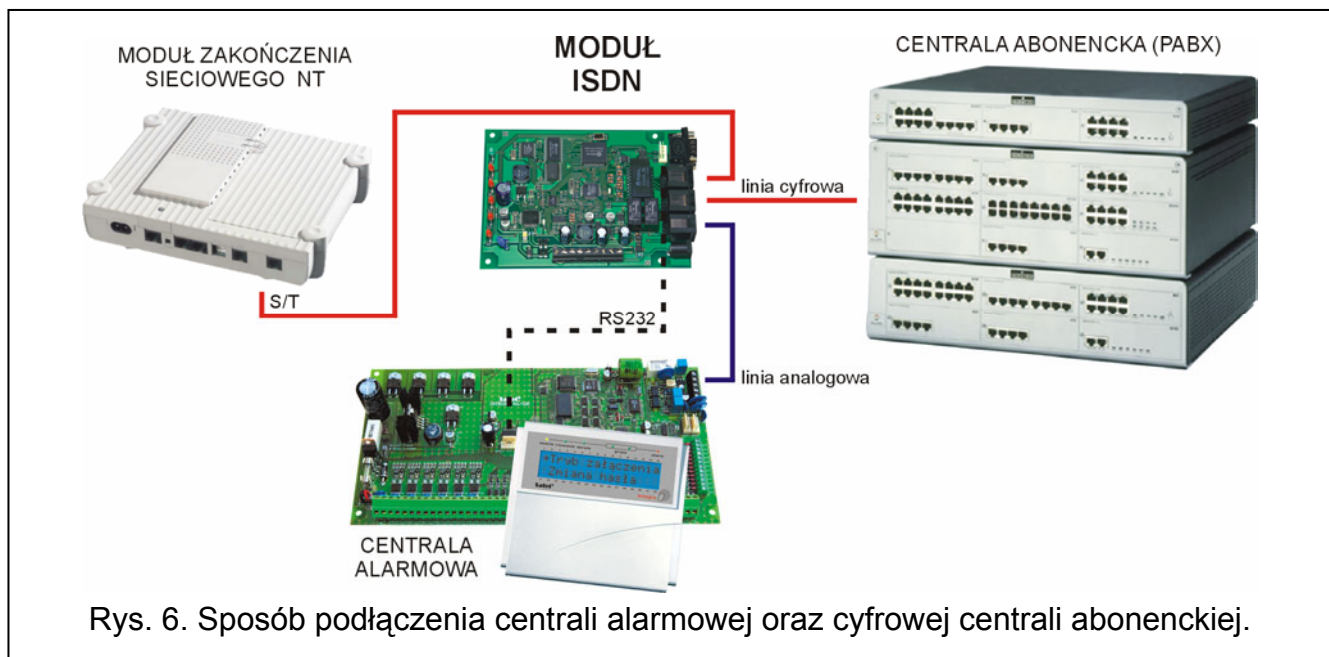 MODUŁ ZAKOŃCZENIA
SIECIOWEGO NT
MODUŁ
ISDN
CENTRALA ABONENCKA (PABX)
linia cyfrowa
S/T
RS232
linia analogowa
Tryb załączenia
Zmiana hasła
Satel
CENTRALA
ALARMOWA
Rys. 6. Sposób podłączenia centrali alarmowej oraz cyfrowej centrali abonenckiej.